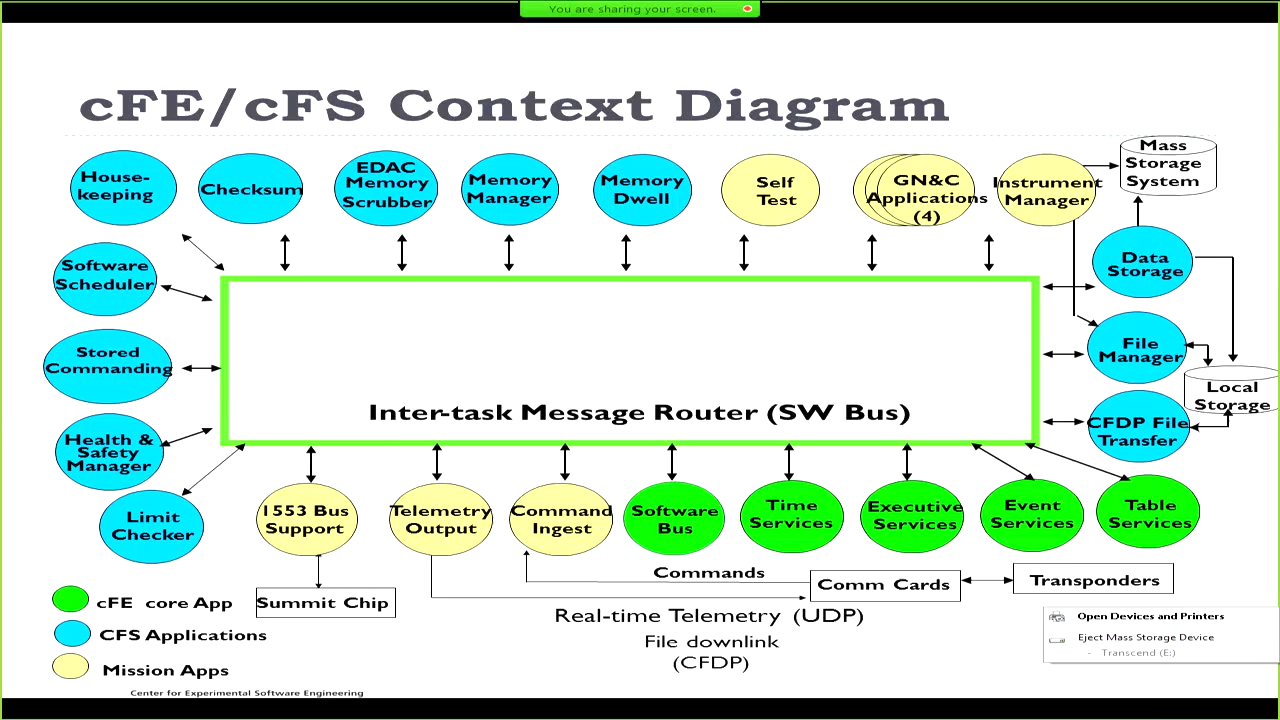 You are sharing your screen.
cFE/cFS Context Diagram
House-
keeping
Checksum
EDAC
Memory
Scrubber
Memory
Manager
Memory
Dwell
Self
Test
GN&C
Applications
(4)
Instrument
Manager
Mass
Storage
System
Software
Scheduler
Data
Storage
Stored
Commanding
File
Manager
Local
Storage
Inter-task Message Router (SW Bus)
Health &
Safety
Manager
CFDP File
Transfer
Limit
Checker
1553 Bus
Support
Telemetry
Output
Command
Ingest
Software
Bus
Time
Services
Executive
Services
Event
Services
Table
Services
Commands
Comm Cards
Transponders
Summit Chip
Real-time Telemetry (UDP)
File downlink
(CFDP)
cFE core App
CFS Applications
Mission Apps
Open Devices and Printers
Eject Mass Storage Device
- Transcend (E:)
Center for Experimental Software Engineering